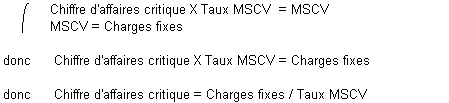 Chiffre d'affaires critique X Taux MSCV = MSCV
MSCV = Charges fixes
donc Chiffre d'affaires critique X Taux MSCV = Charges fixes
donc Chiffre d'affaires critique = Charges fixes / Taux MSCV